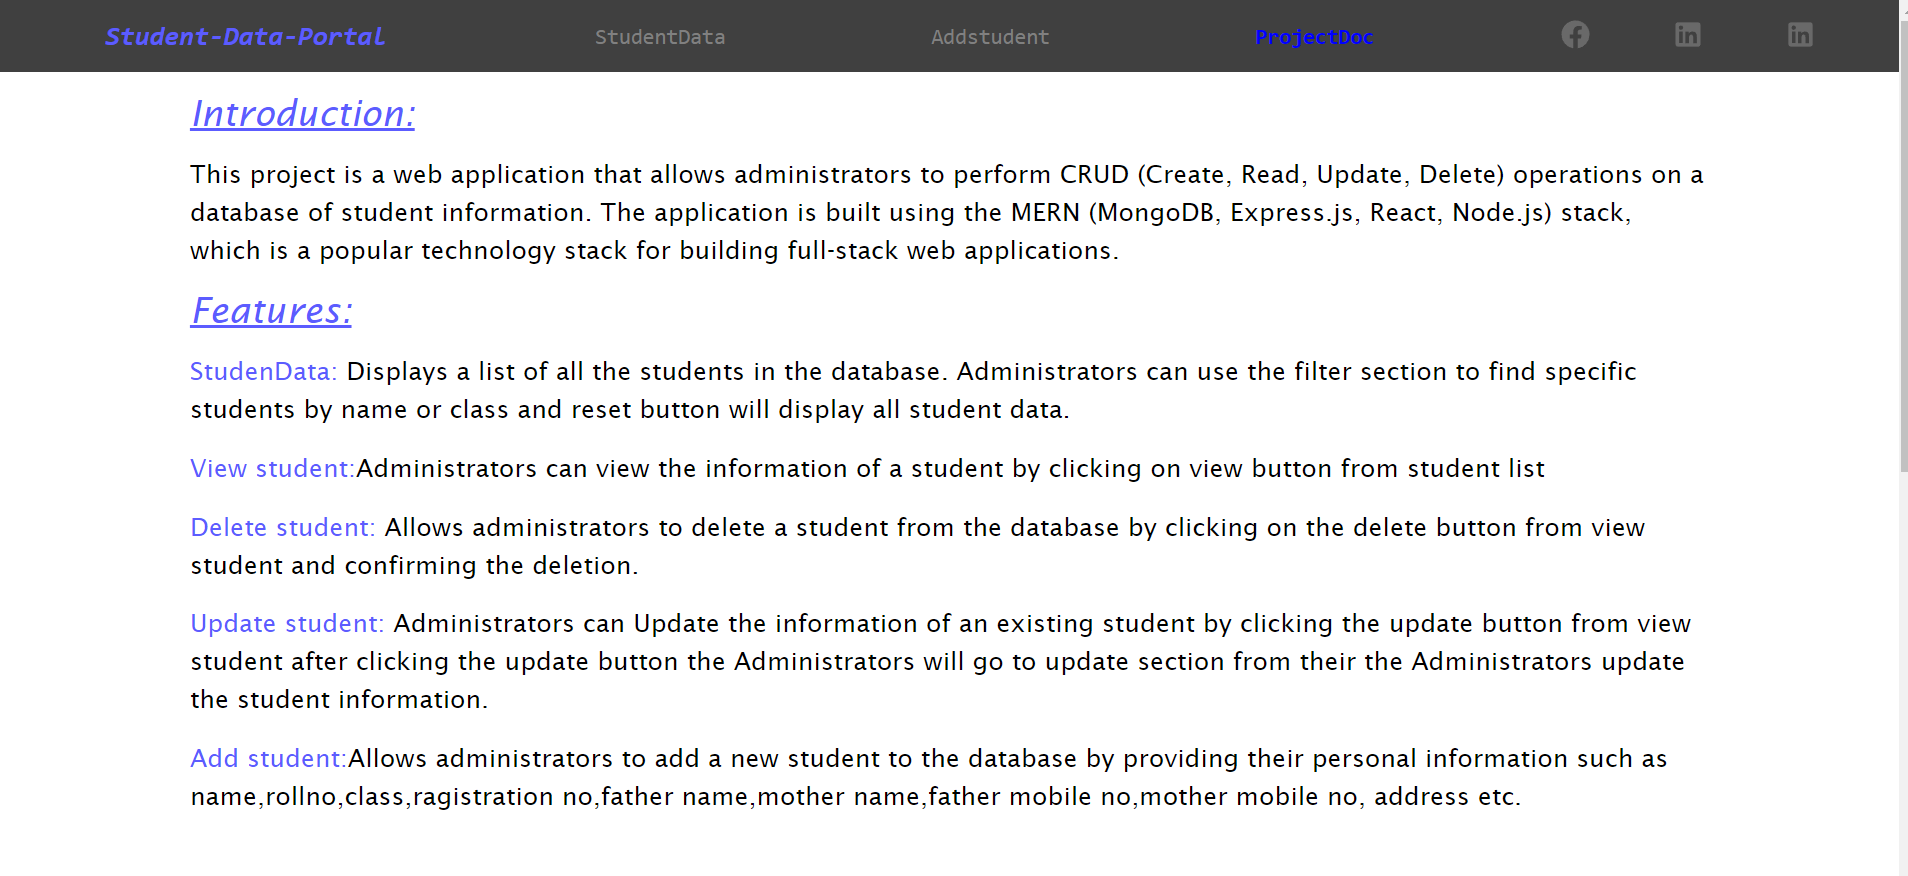 Student-Data-Portal StudentData Addstudent ProjectDoc
Introduction:
This project is a web application that allows administrators to perform CRUD (Create, Read, Update, Delete) operations on a
database of student information. The application is built using the MERN (MongoDB, Express.js, React, Node.js) stack,
which is a popular technology stack for building full-stack web applications.
Features:
StudenData: Displays a list of all the students in the database. Administrators can use the filter section to find specific
students by name or class and reset button will display all student data.
View student:Administrators can view the information of a student by clicking on view button from student list
Delete student: Allows administrators to delete a student from the database by clicking on the delete button from view
student and confirming the deletion.
Update student: Administrators can Update the information of an existing student by clicking the update button from view
student after clicking the update button the Administrators will go to update section from their the Administrators update
the student information.
Add student:Allows administrators to add a new student to the database by providing their personal information such as
name,rollno,class,ragistration no,father name,mother name,father mobile no,mother mobile no, address etc.